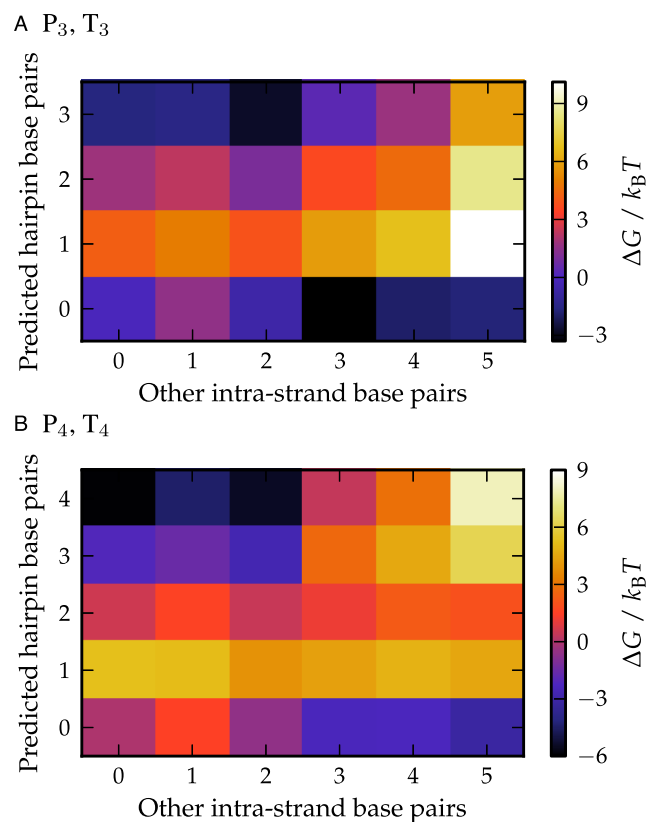 A P₃, T₃
Predicted hairpin base pairs
3
2
1
0
0 1 2 3 4 5
Other intra-strand base pairs
9
6
3
0
−3
ΔG / k_BT
B P₄, T₄
Predicted hairpin base pairs
4
3
2
1
0
0 1 2 3 4 5
Other intra-strand base pairs
9
6
3
0
−3
−6
ΔG / k_BT